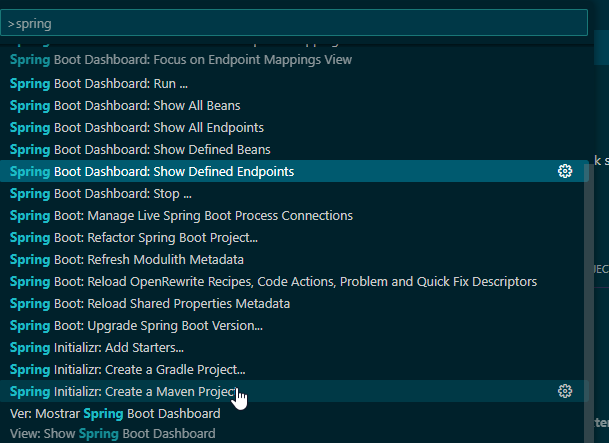 >spring
Spring Boot Dashboard: Focus on Endpoint Mappings View
Spring Boot Dashboard: Run ...
Spring Boot Dashboard: Show All Beans
Spring Boot Dashboard: Show All Endpoints
Spring Boot Dashboard: Show Defined Beans
Spring Boot Dashboard: Show Defined Endpoints
Spring Boot Dashboard: Stop ...
Spring Boot: Manage Live Spring Boot Process Connections
Spring Boot: Refactor Spring Boot Project...
Spring Boot: Refresh Modulith Metadata
Spring Boot: Reload OpenRewrite Recipes, Code Actions, Problem and Quick Fix Descriptors
Spring Boot: Reload Shared Properties Metadata
Spring Boot: Upgrade Spring Boot Version...
Spring Initializr: Add Starters...
Spring Initializr: Create a Gradle Project...
Spring Initializr: Create a Maven Project
Ver: Mostrar Spring Boot Dashboard
View: Show Spring Boot Dashboard